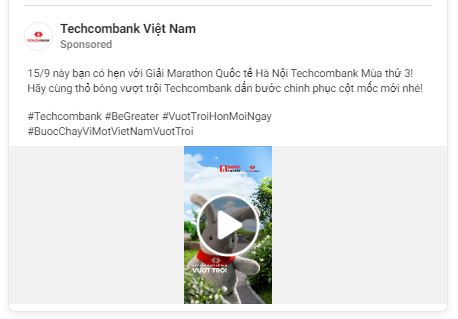 Techcombank Việt Nam
Sponsored
15/9 này bạn có hẹn với Giải Marathon Quốc tế Hà Nội Techcombank Mùa thứ 3!
Hãy cùng thỏ bông vượt trội Techcombank dấn bước chinh phục cột mốc mới nhé!
#Techcombank #BeGreater #VuotTroiHonMoiNgay
#BuocChayViMotVietNamVuotTroi
TECHCOMBANK
VƯỢT TRỘI